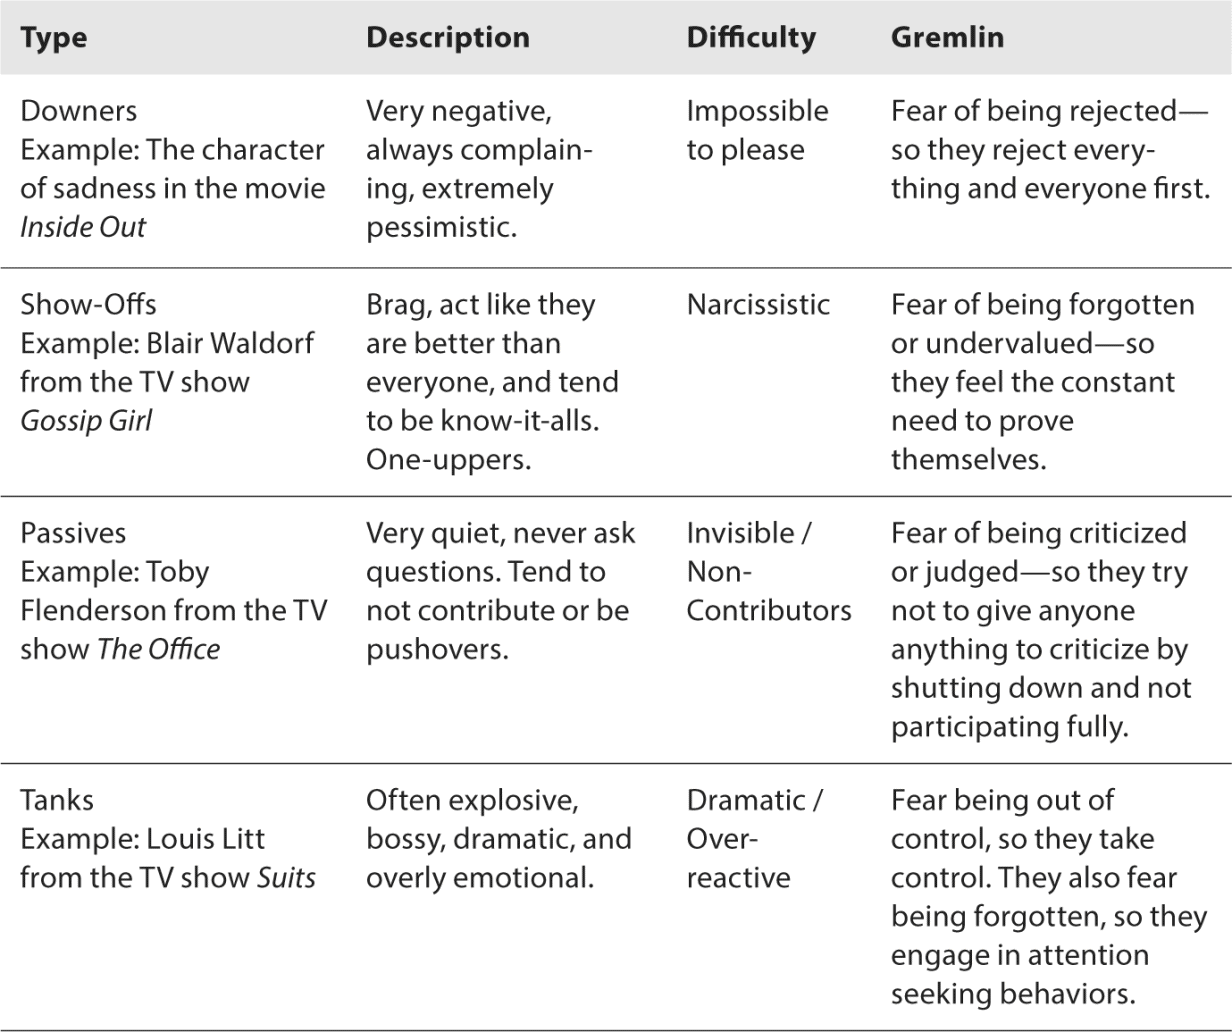 Type Description Difficulty Gremlin
Downers
Example: The character
of sadness in the movie
Inside Out
Very negative,
always complain-
ing, extremely
pessimistic.
Impossible
to please
Fear of being rejected—
so they reject every-
thing and everyone first.
Show-Offs
Example: Blair Waldorf
from the TV show
Gossip Girl
Brag, act like they
are better than
everyone, and tend
to be know-it-alls.
One-uppers.
Narcissistic
Fear of being forgotten
or undervalued—so
they feel the constant
need to prove
themselves.
Passives
Example: Toby
Flenderson from the TV
show The Office
Very quiet, never ask
questions. Tend to
not contribute or be
pushovers.
Invisible /
Non-
Contributors
Fear of being criticized
or judged—so they try
not to give anyone
anything to criticize by
shutting down and not
participating fully.
Tanks
Example: Louis Litt
from the TV show Suits
Often explosive,
bossy, dramatic, and
overly emotional.
Dramatic /
Over-
reactive
Fear being out of
control, so they take
control. They also fear
being forgotten, so they
engage in attention
seeking behaviors.